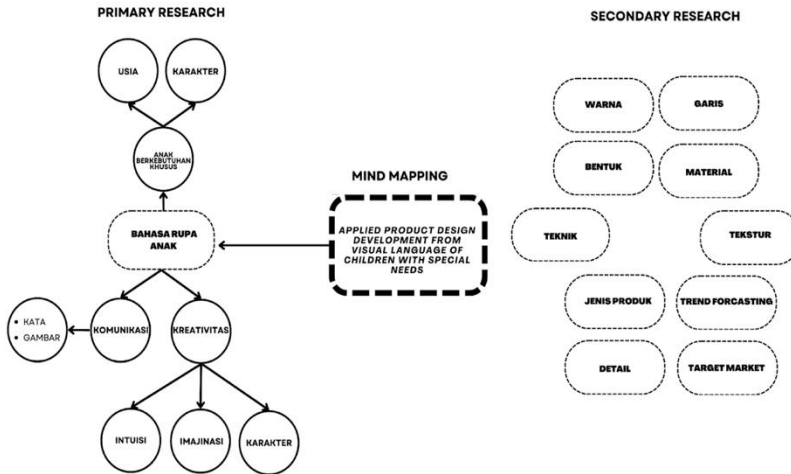 PRIMARY RESEARCH
USIA
KARAKTER
ANAK
BERKEBUTUHAN
KHUSUS
BAHASA RUPA
ANAK
KOMUNIKASI
KREATIVITAS
• KATA
• GAMBAR
INTUISI
IMAJINASI
KARAKTER
MIND MAPPING
APPLIED PRODUCT DESIGN
DEVELOPMENT FROM
VISUAL LANGUAGE OF
CHILDREN WITH SPECIAL
NEEDS
SECONDARY RESEARCH
WARNA
GARIS
BENTUK
MATERIAL
TEKNIK
TEKSTUR
JENIS PRODUK
TREND FORCASTING
DETAIL
TARGET MARKET